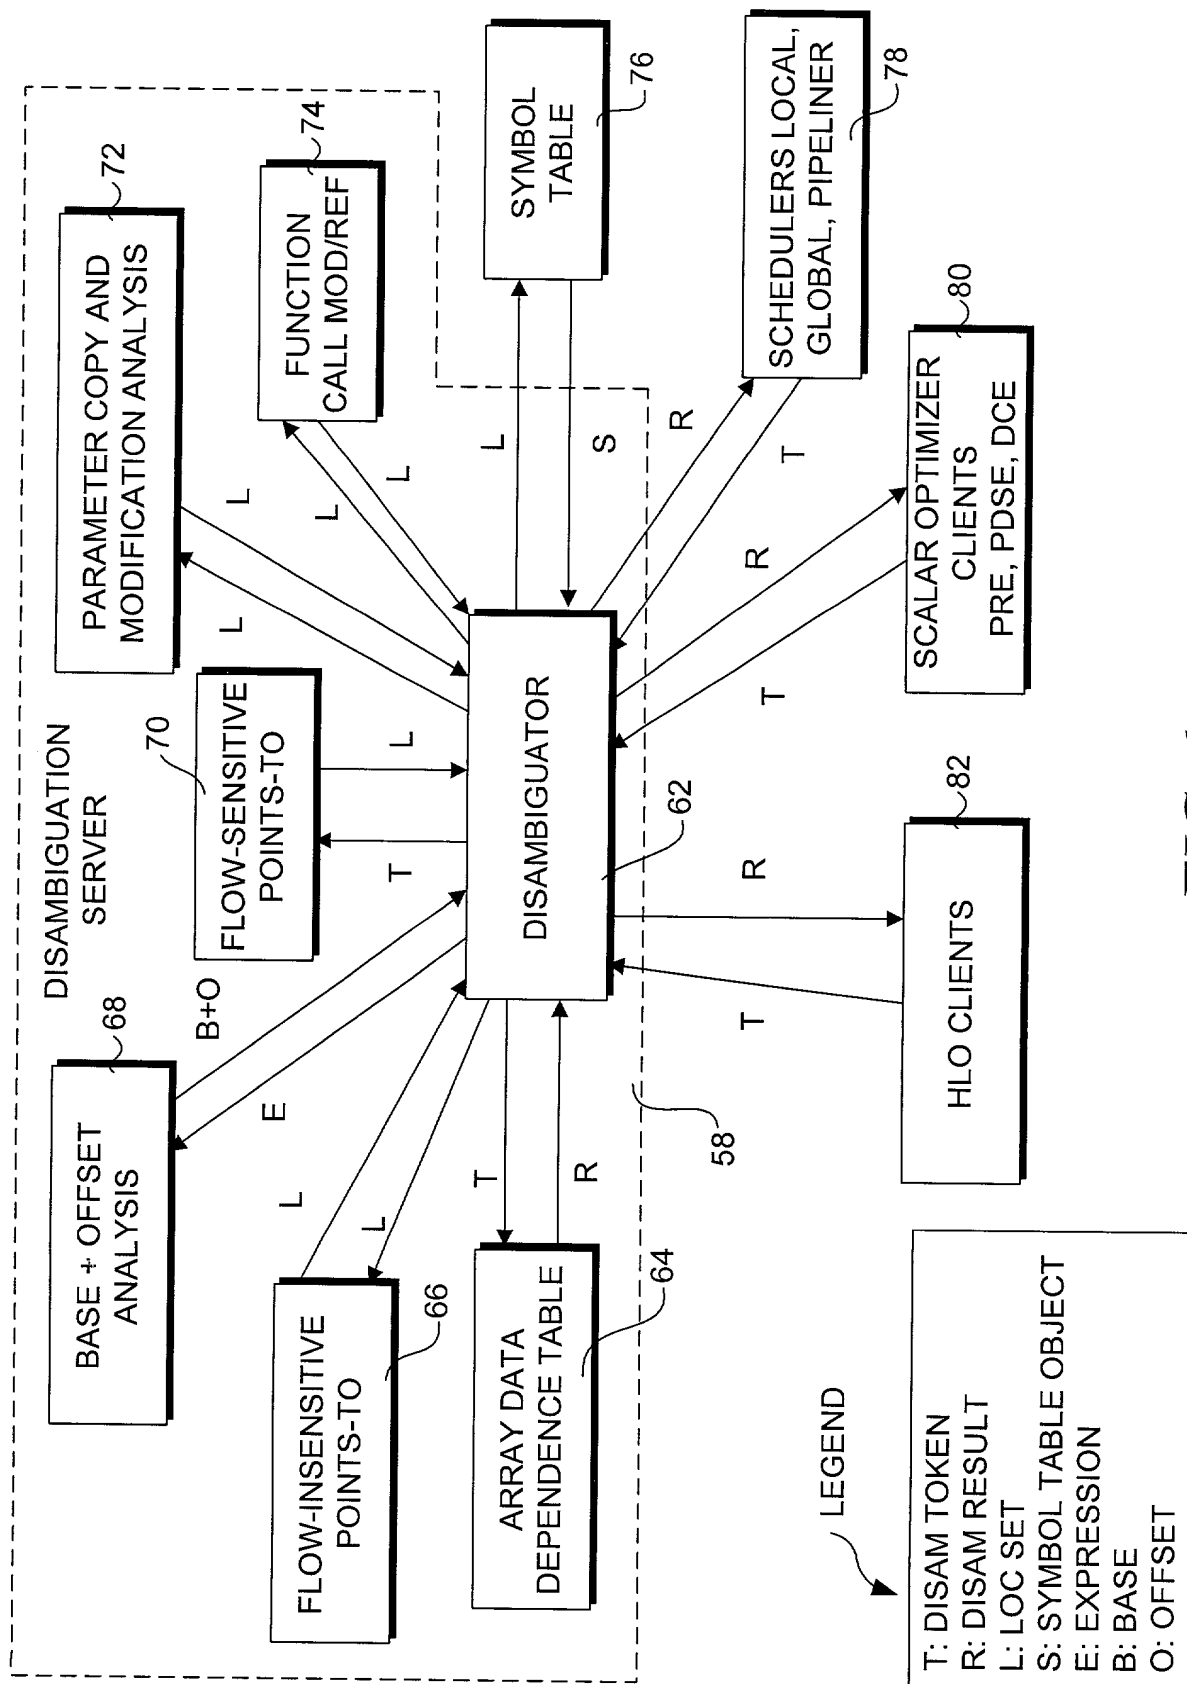 DISAMBIGUATION
SERVER
BASE + OFFSET
ANALYSIS
68
B+O
E
FLOW-SENSITIVE
POINTS-TO
70
T
L
PARAMETER COPY AND
MODIFICATION ANALYSIS
72
L
L
FUNCTION
CALL MOD/REF
74
L
L
FLOW-INSENSITIVE
POINTS-TO
66
L
L
ARRAY DATA
DEPENDENCE TABLE
64
T
R
DISAMBIGUATOR
62
58
SYMBOL
TABLE
76
L
S
SCHEDULERS LOCAL,
GLOBAL, PIPELINER
78
R
T
SCALAR OPTIMIZER
CLIENTS
PRE, PDSE, DCE
80
R
T
HLO CLIENTS
82
R
T
LEGEND
T: DISAM TOKEN
R: DISAM RESULT
L: LOC SET
S: SYMBOL TABLE OBJECT
E: EXPRESSION
B: BASE
O: OFFSET